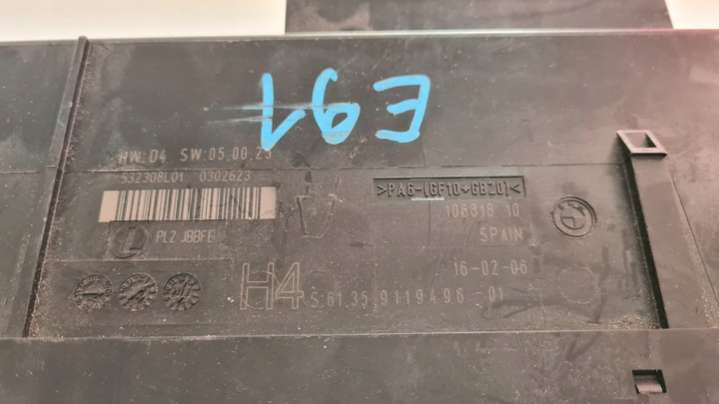 E91
HW:04 SW:05.00.23
532308L01 0302623
>PA6-(GF10+GB20)<
108316 10
PL2 JBBFE
SPAIN
16-02-06
H4 S 61.35 9119496-01